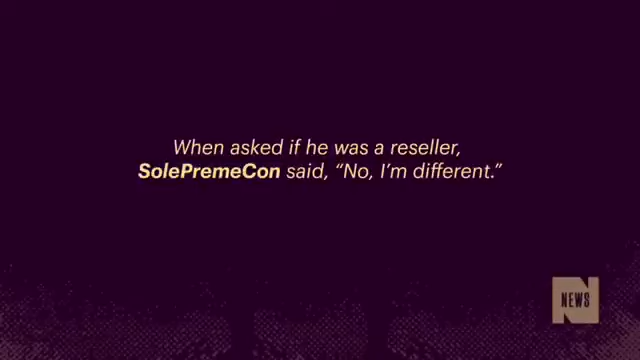 When asked if he was a reseller,
SolePremeCon said, “No, I’m different.”
NEWS